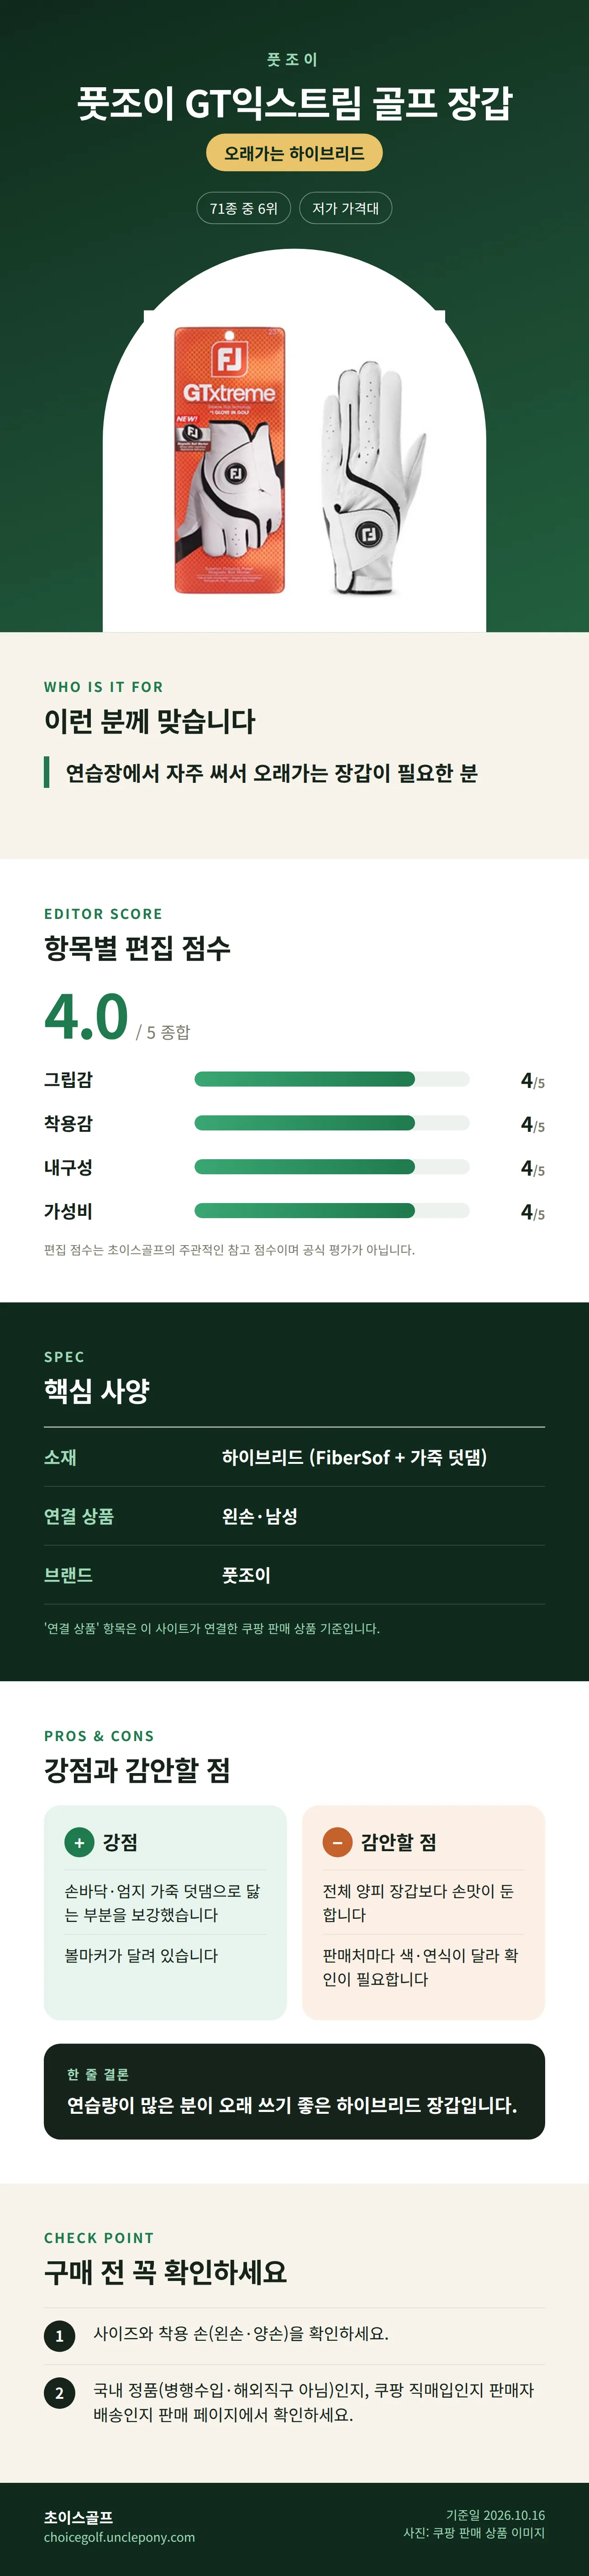 풋조이
풋조이 GT익스트림 골프 장갑
오래가는 하이브리드
71종 중 6위
저가 가격대
FJ
GTxtreme
#1 GLOVE IN GOLF
NEW!
FJ
FJ
FJ
WHO IS IT FOR
이런 분께 맞습니다
연습장에서 자주 써서 오래가는 장갑이 필요한 분
EDITOR SCORE
항목별 편집 점수
4.0 / 5 종합
그립감 4/5
착용감 4/5
내구성 4/5
가성비 4/5
편집 점수는 초이스골프의 주관적인 참고 점수이며 공식 평가가 아닙니다.
SPEC
핵심 사양
소재 하이브리드 (FiberSof + 가죽 덧댐)
연결 상품 왼손·남성
브랜드 풋조이
'연결 상품' 항목은 이 사이트가 연결한 쿠팡 판매 상품 기준입니다.
PROS & CONS
강점과 감안할 점
+ 강점
손바닥·엄지 가죽 덧댐으로 닳
는 부분을 보강했습니다
볼마커가 달려 있습니다
− 감안할 점
전체 양피 장갑보다 손맛이 둔
합니다
판매처마다 색·연식이 달라 확
인이 필요합니다
한 줄 결론
연습량이 많은 분이 오래 쓰기 좋은 하이브리드 장갑입니다.
CHECK POINT
구매 전 꼭 확인하세요
1 사이즈와 착용 손(왼손·양손)을 확인하세요.
2 국내 정품(병행수입·해외직구 아님)인지, 쿠팡 직매입인지 판매자
배송인지 판매 페이지에서 확인하세요.
초이스골프
choicegolf.unclepony.com
기준일 2026.10.16
사진: 쿠팡 판매 상품 이미지